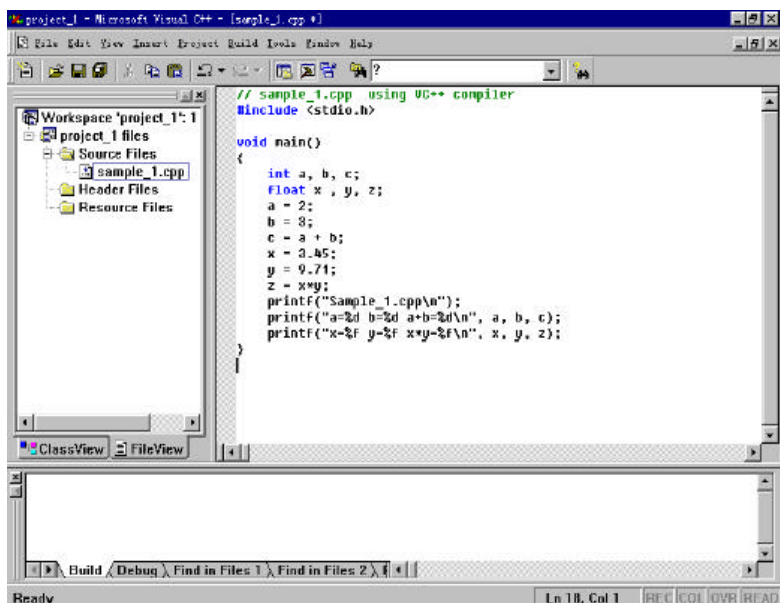 project_1 - Microsoft Visual C++ - [sample_1.cpp *]
File Edit View Insert Project Build Tools Window Help
?
Workspace 'project_1': 1
project_1 files
Source Files
sample_1.cpp
Header Files
Resource Files
ClassView FileView
// sample_1.cpp  using VC++ compiler
#include <stdio.h>
void main()
{
    int a, b, c;
    float x , y, z;
    a = 2;
    b = 3;
    c = a + b;
    x = 3.45;
    y = 9.71;
    z = x*y;
    printf("Sample_1.cpp\n");
    printf("a=%d b=%d a+b=%d\n", a, b, c);
    printf("x=%f y=%f x*y=%f\n", x, y, z);
}
Build Debug Find in Files 1 Find in Files 2
Ready Ln 18, Col 1 REC COL OVR READ